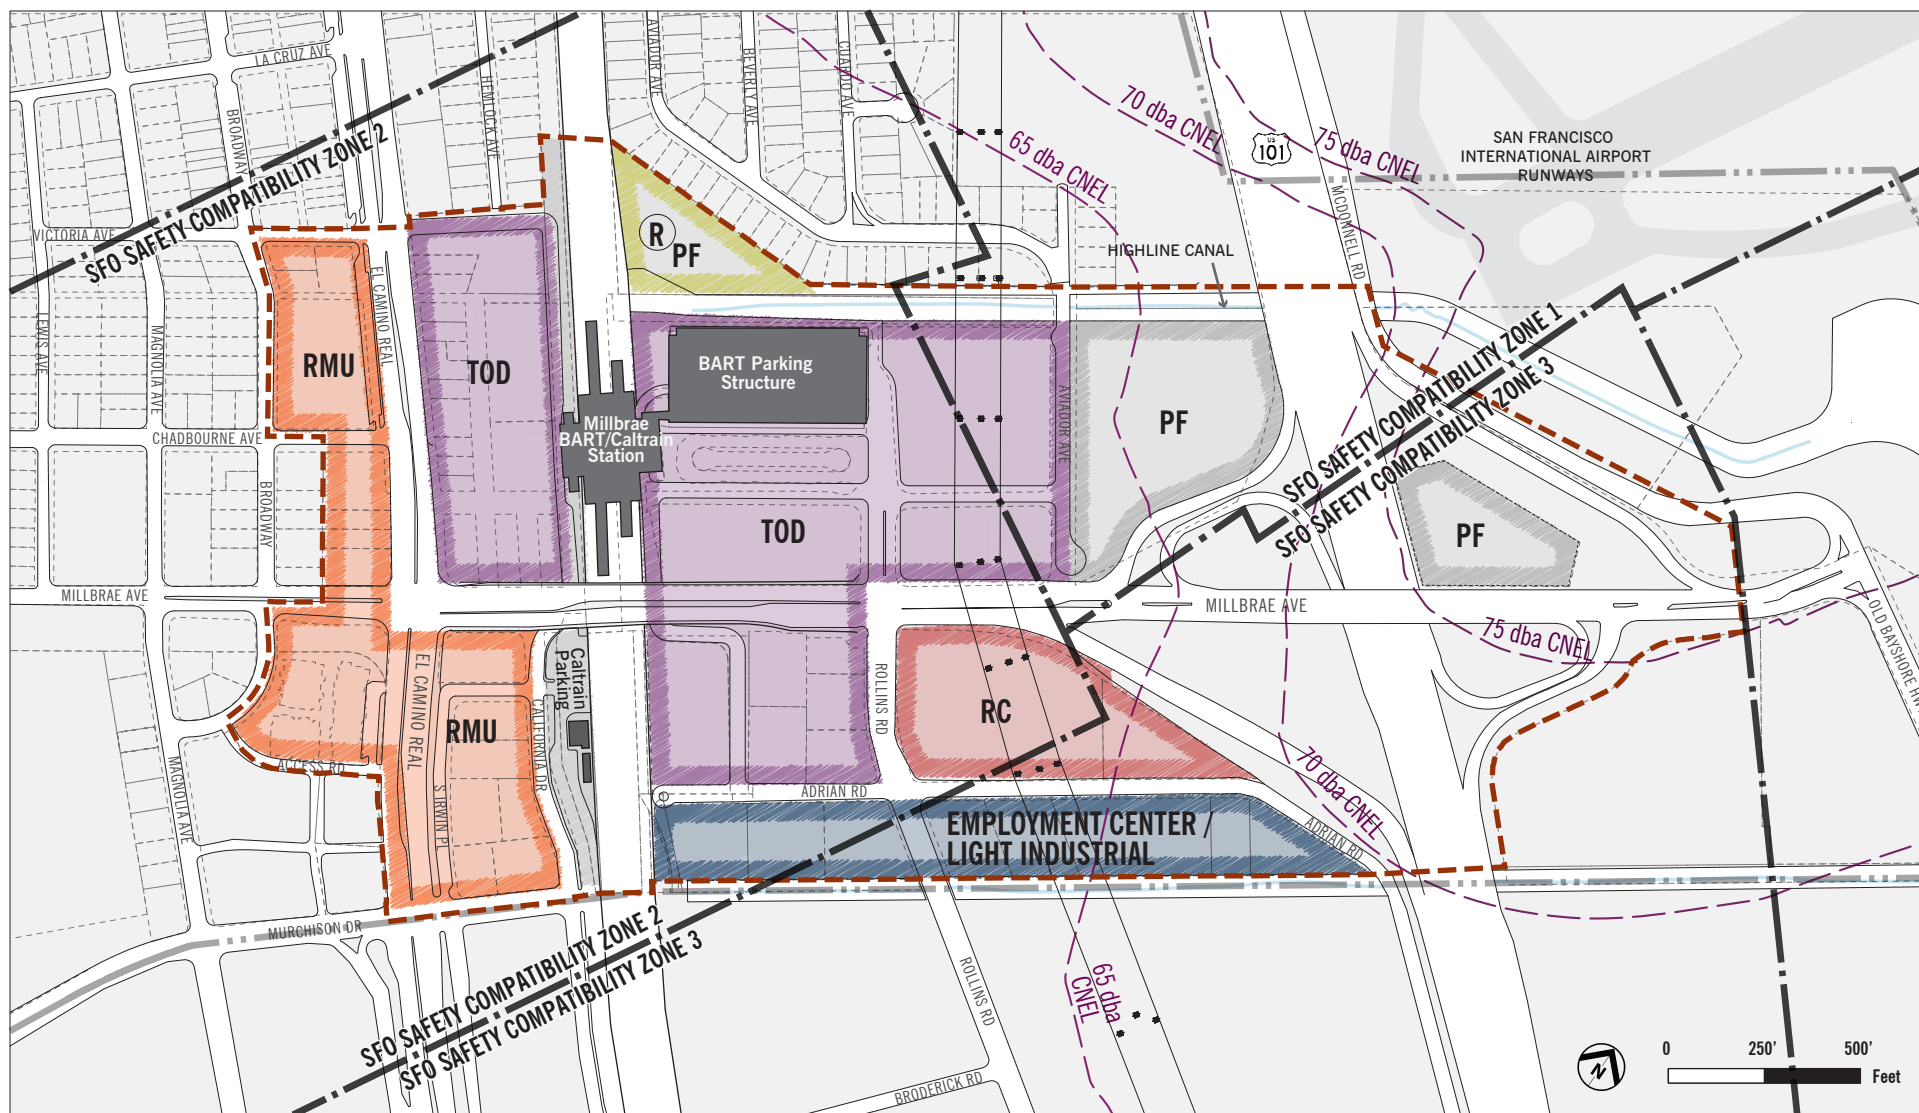 LA CRUZ AVE
BROADWAY
HEMLOCK AVE
AVIADOR AVE
BEVERLY AVE
CUARDO AVE
SFO SAFETY COMPATIBILITY ZONE 2
VICTORIA AVE
65 dba CNEL
70 dba CNEL
75 dba CNEL
US
101
SAN FRANCISCO
INTERNATIONAL AIRPORT
RUNWAYS
MCDONNELL RD
HIGHLINE CANAL
R
PF
EL CAMINO REAL
LEWIS AVE
MAGNOLIA AVE
RMU
TOD
BART Parking
Structure
Millbrae
BART/Caltrain
Station
AVIADOR AVE
PF
CHADBOURNE AVE
BROADWAY
TOD
SFO SAFETY COMPATIBILITY ZONE 1
SFO SAFETY COMPATIBILITY ZONE 3
SFO SAFETY COMPATIBILITY ZONE 3
PF
MILLBRAE AVE
MILLBRAE AVE
75 dba CNEL
OLD BAYSHORE HWY
EL CAMINO REAL
RMU
Caltrain
Parking
CALIFORNIA DR
ROLLINS RD
RC
ACCESS RD
MAGNOLIA AVE
S IRWIN PL
ADRIAN RD
70 dba CNEL
EMPLOYMENT CENTER /
LIGHT INDUSTRIAL
ADRIAN RD
MURCHISON DR
SFO SAFETY COMPATIBILITY ZONE 2
SFO SAFETY COMPATIBILITY ZONE 3
ROLLINS RD
65 dba
CNEL
BRODERICK RD
N
0 250' 500'
Feet